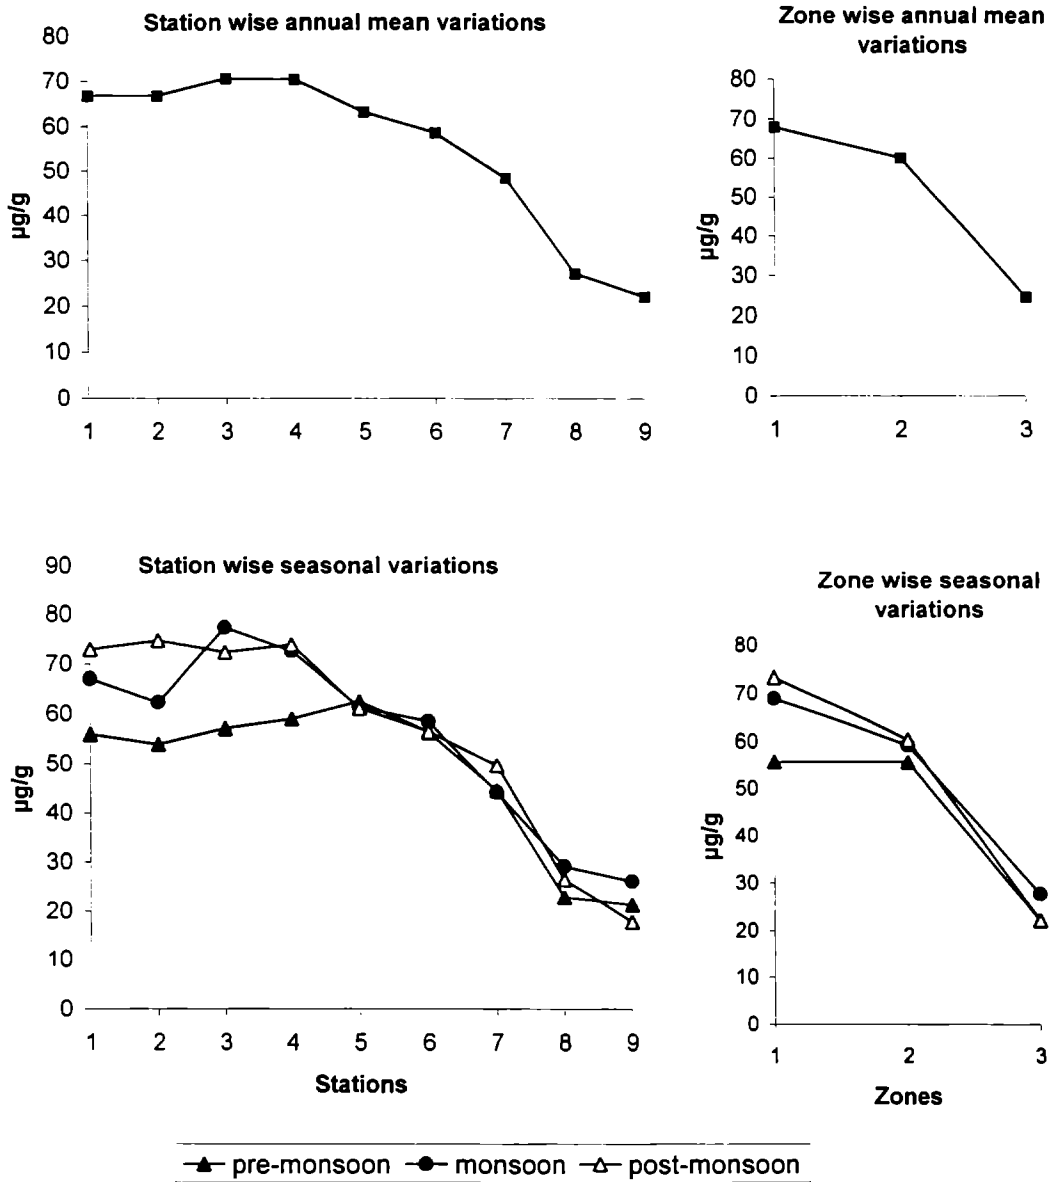 Station wise annual mean variations
80
70
60
50
40
30
20
10
0
µg/g
1 2 3 4 5 6 7 8 9
Zone wise annual mean
variations
80
70
60
50
40
30
20
10
0
µg/g
1 2 3
Station wise seasonal variations
90
80
70
60
50
40
30
20
10
0
µg/g
1 2 3 4 5 6 7 8 9
Stations
Zone wise seasonal
variations
80
70
60
50
40
30
20
10
0
µg/g
1 2 3
Zones
pre-monsoon monsoon post-monsoon